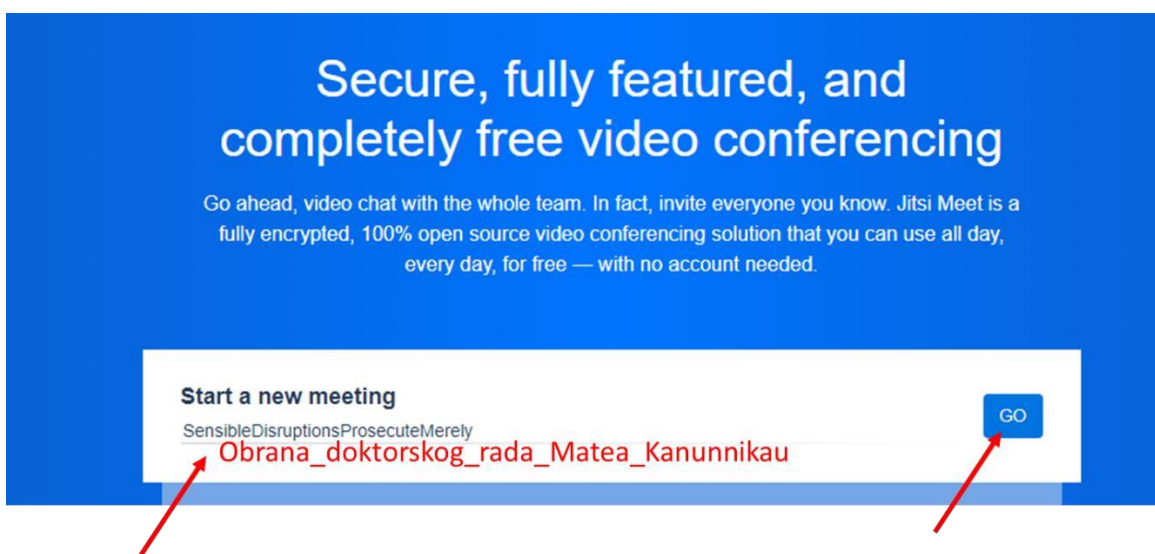 Secure, fully featured, and
completely free video conferencing
Go ahead, video chat with the whole team. In fact, invite everyone you know. Jitsi Meet is a
fully encrypted, 100% open source video conferencing solution that you can use all day,
every day, for free — with no account needed.
Start a new meeting
GO
SensibleDisruptionsProsecuteMerely
Obrana_doktorskog_rada_Matea_Kanunnikau